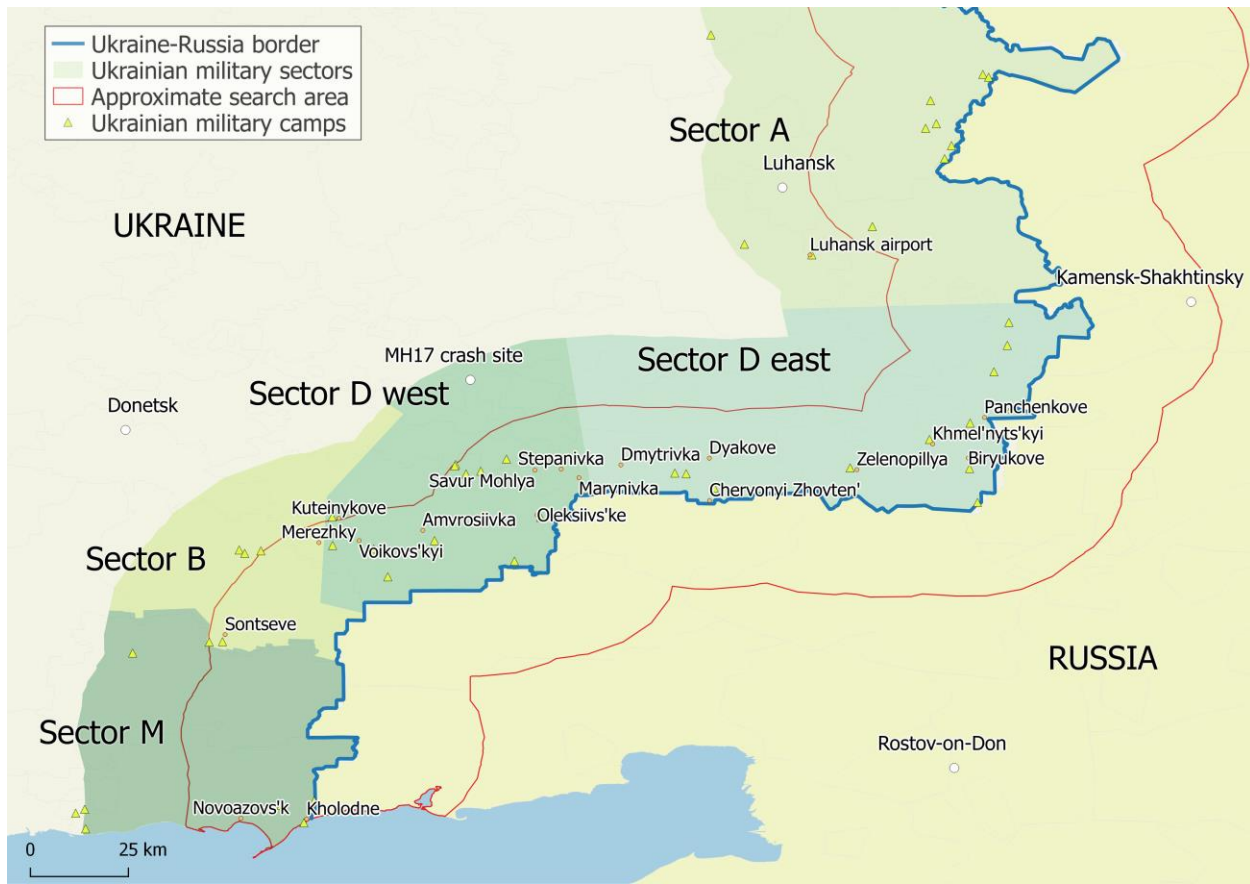 Ukraine-Russia border
Ukrainian military sectors
Approximate search area
Ukrainian military camps
Sector A
Luhansk
UKRAINE
Luhansk airport
Kamensk-Shakhtinsky
MH17 crash site
Sector D east
Sector D west
Donetsk
Panchenkove
Khmel'nyts'kyi
Dyakove
Dmytrivka
Stepanivka
Zelenopillya
Biryukove
Savur Mohlya
Marynivka
Chervonyi Zhovten'
Kuteinykove
Amvrosiivka
Oleksiivs'ke
Merezhky
Voikovs'kyi
Sector B
Sontseve
RUSSIA
Sector M
Rostov-on-Don
Novoazovs'k
Kholodne
0 25 km